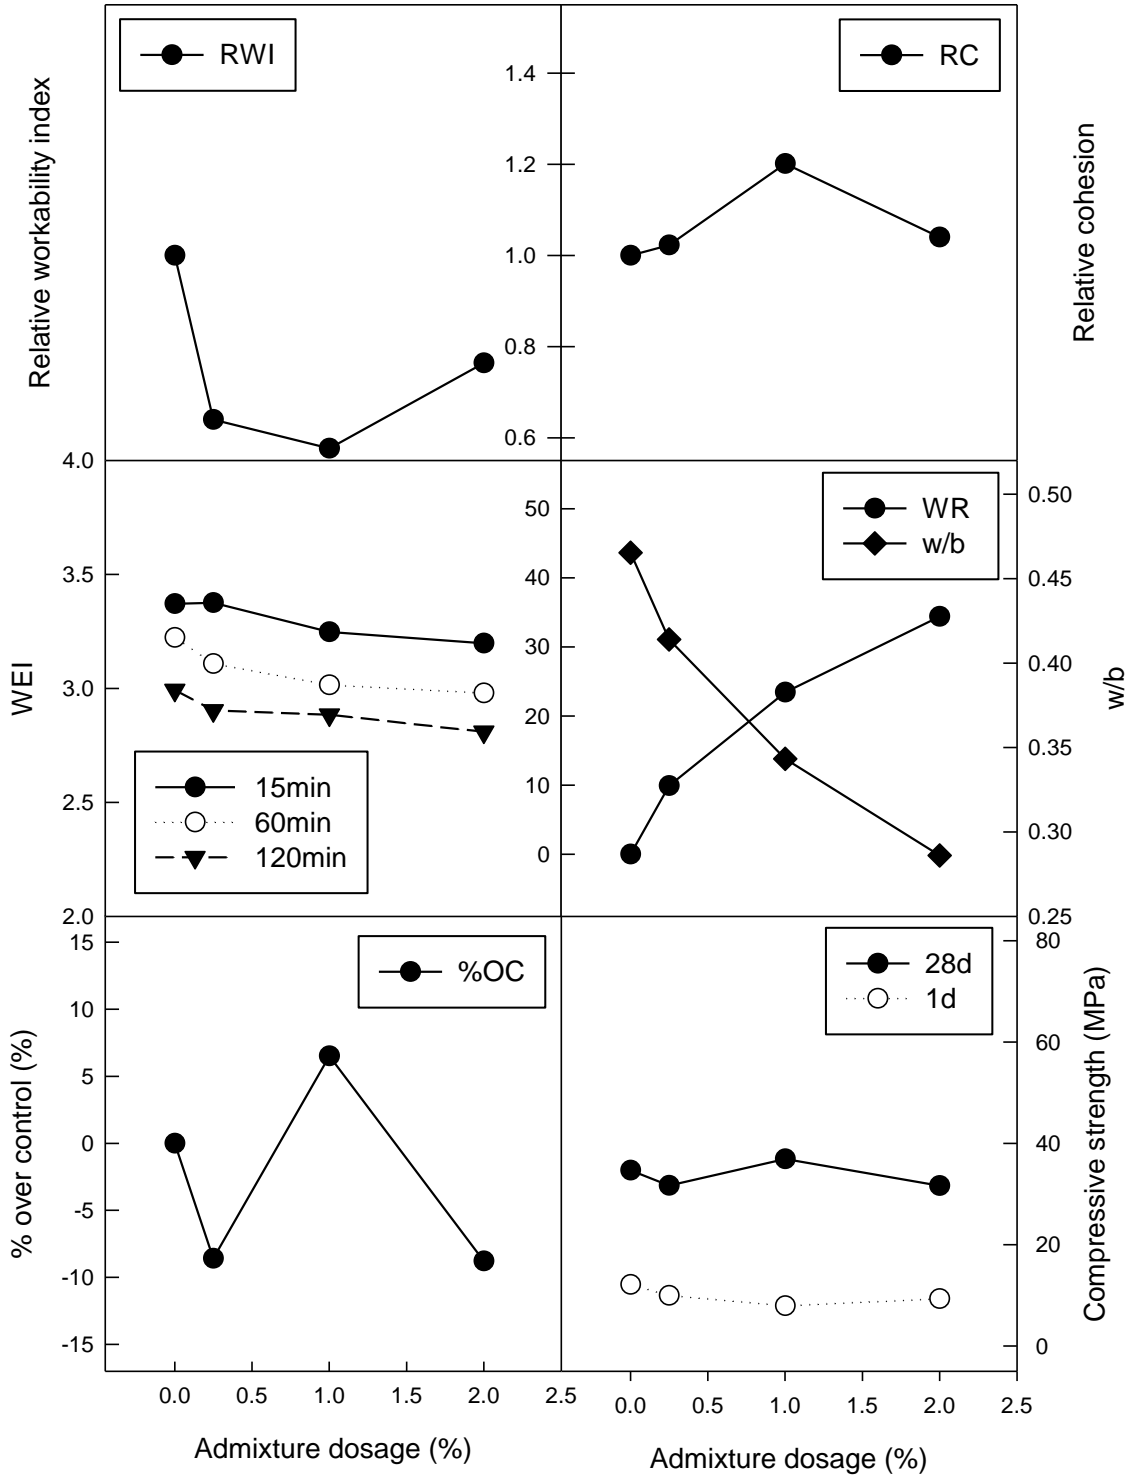 RWI
Relative workability index
RC
1.4
1.2
1.0
0.8
0.6
Relative cohesion
4.0
3.5
3.0
2.5
2.0
WEI
15min
60min
120min
50
40
30
20
10
0
WR
w/b
0.50
0.45
0.40
0.35
0.30
0.25
w/b
15
10
5
0
-5
-10
-15
% over control (%)
%OC
28d
1d
80
60
40
20
0
Compressive strength (MPa)
0.0 0.5 1.0 1.5 2.0 2.5
0.0 0.5 1.0 1.5 2.0 2.5
Admixture dosage (%)
Admixture dosage (%)